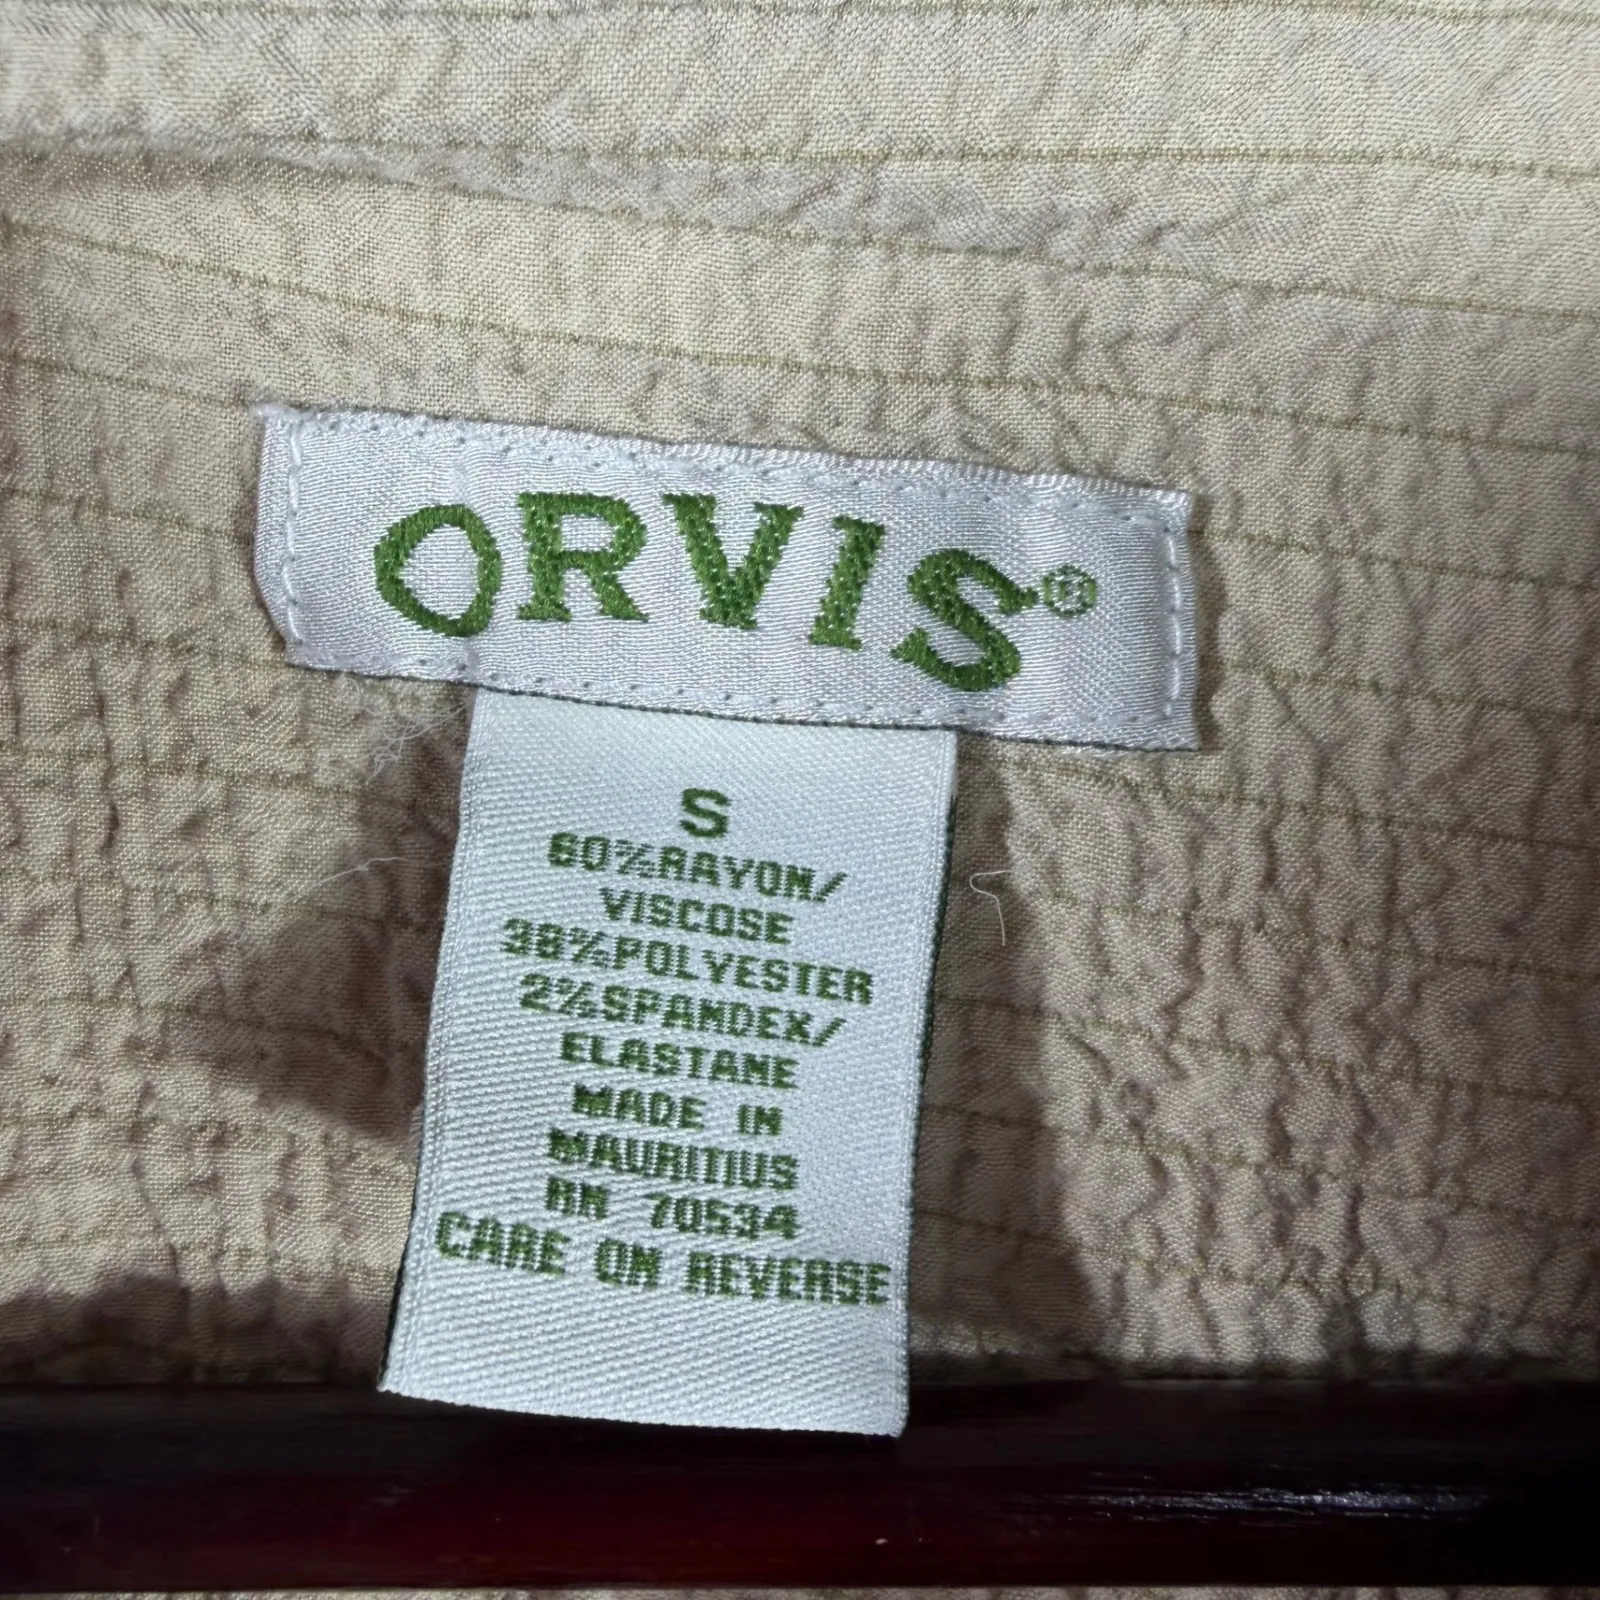 ORVIS®
S
60%RAYON/
VISCOSE
38%POLYESTER
2%SPANDEX/
ELASTANE
MADE IN
MAURITIUS
RN 70534
CARE ON REVERSE